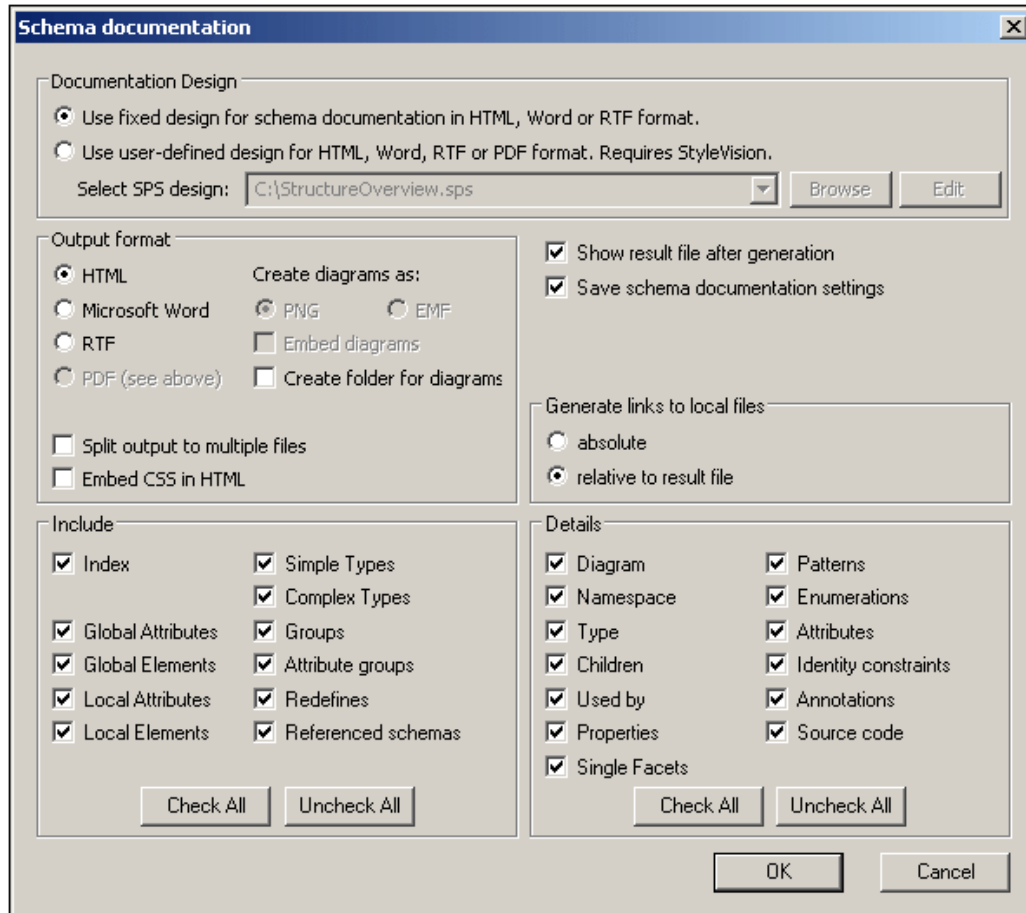 Schema documentation
Documentation Design
Use fixed design for schema documentation in HTML, Word or RTF format.
Use user-defined design for HTML, Word, RTF or PDF format. Requires StyleVision.
Select SPS design: C:\StructureOverview.sps Browse Edit
Output format
HTML Create diagrams as:
Microsoft Word PNG EMF
RTF Embed diagrams
PDF (see above) Create folder for diagrams
Split output to multiple files
Embed CSS in HTML
Show result file after generation
Save schema documentation settings
Generate links to local files
absolute
relative to result file
Include
Index Simple Types
Complex Types
Global Attributes Groups
Global Elements Attribute groups
Local Attributes Redefines
Local Elements Referenced schemas
Check All Uncheck All
Details
Diagram Patterns
Namespace Enumerations
Type Attributes
Children Identity constraints
Used by Annotations
Properties Source code
Single Facets
Check All Uncheck All
OK Cancel